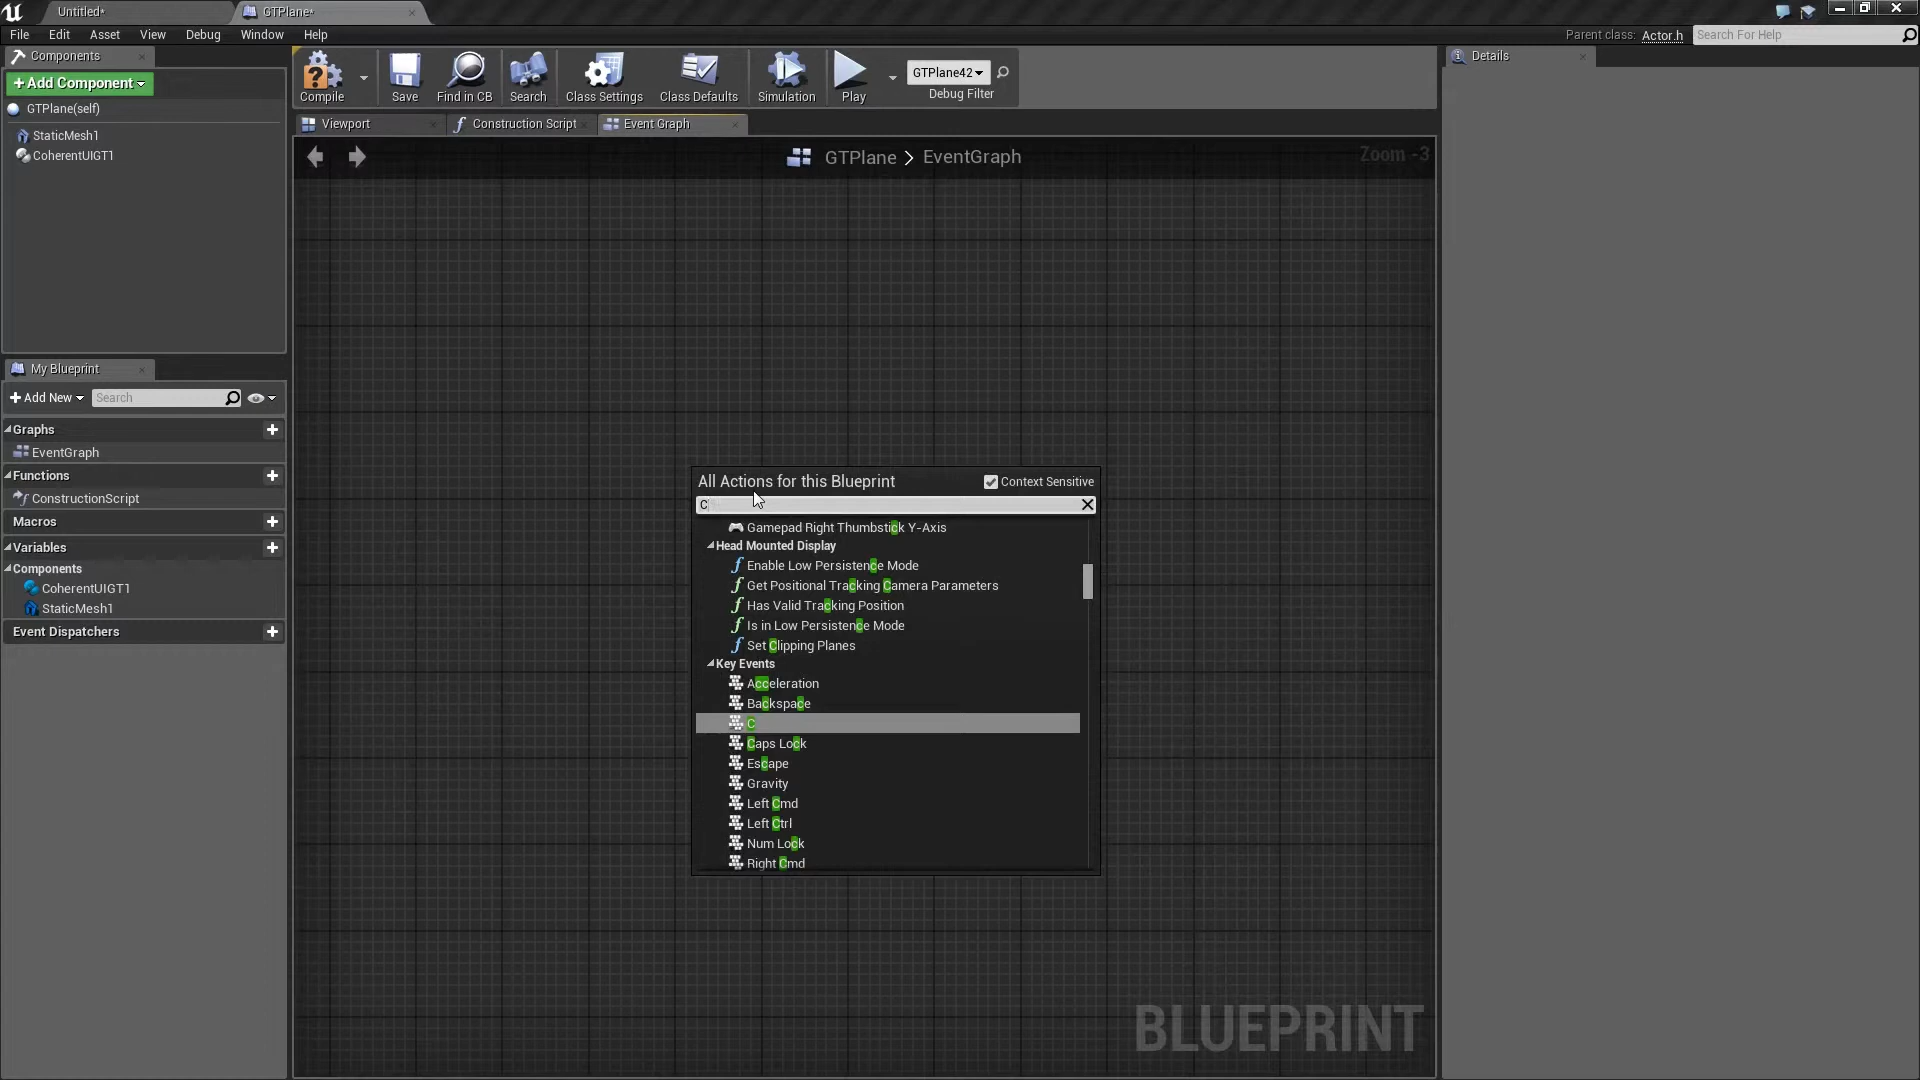 Untitled*
GTPlane*
File Edit Asset View Debug Window Help
Parent class: Actor.h
Search For Help
Components
+ Add Component
GTPlane(self)
StaticMesh1
CoherentUIGT1
My Blueprint
+ Add New
Search
Graphs
EventGraph
Functions
ConstructionScript
Macros
Variables
Components
CoherentUIGT1
StaticMesh1
Event Dispatchers
Compile
Save
Find in CB
Search
Class Settings
Class Defaults
Simulation
Play
GTPlane42
Debug Filter
Viewport
Construction Script
Event Graph
GTPlane > EventGraph
Zoom -3
All Actions for this Blueprint
Context Sensitive
C
Gamepad Right Thumbstick Y-Axis
Head Mounted Display
Enable Low Persistence Mode
Get Positional Tracking Camera Parameters
Has Valid Tracking Position
Is in Low Persistence Mode
Set Clipping Planes
Key Events
Acceleration
Backspace
C
Caps Lock
Escape
Gravity
Left Cmd
Left Ctrl
Num Lock
Right Cmd
BLUEPRINT
Details